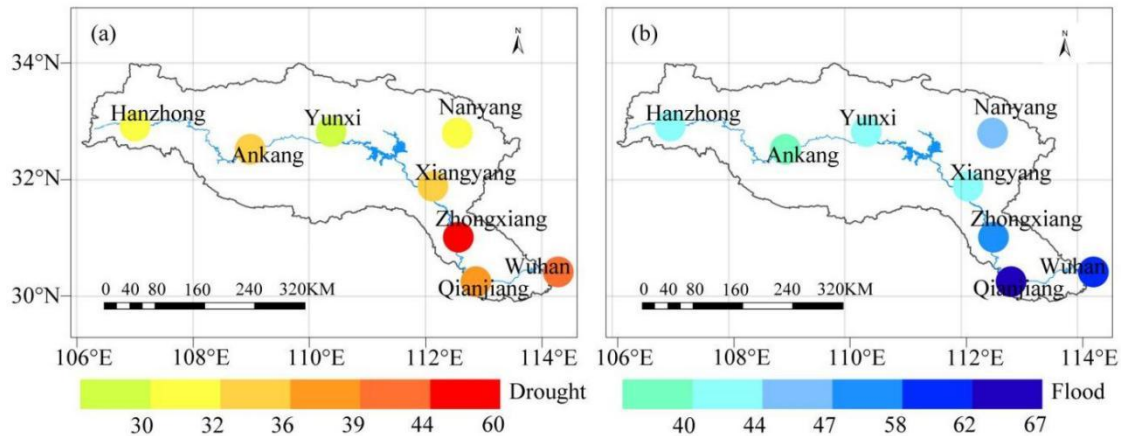 (a)
N
34°N
Hanzhong
Yunxi
Nanyang
Ankang
32°N
Xiangyang
Zhongxiang
Wuhan
Qianjiang
0 40 80 160 240 320KM
30°N
106°E 108°E 110°E 112°E 114°E
Drought
30 32 36 39 44 60
(b)
N
Hanzhong
Yunxi
Nanyang
Ankang
Xiangyang
Zhongxiang
Wuhan
Qianjiang
0 40 80 160 240 320KM
106°E 108°E 110°E 112°E 114°E
Flood
40 44 47 58 62 67